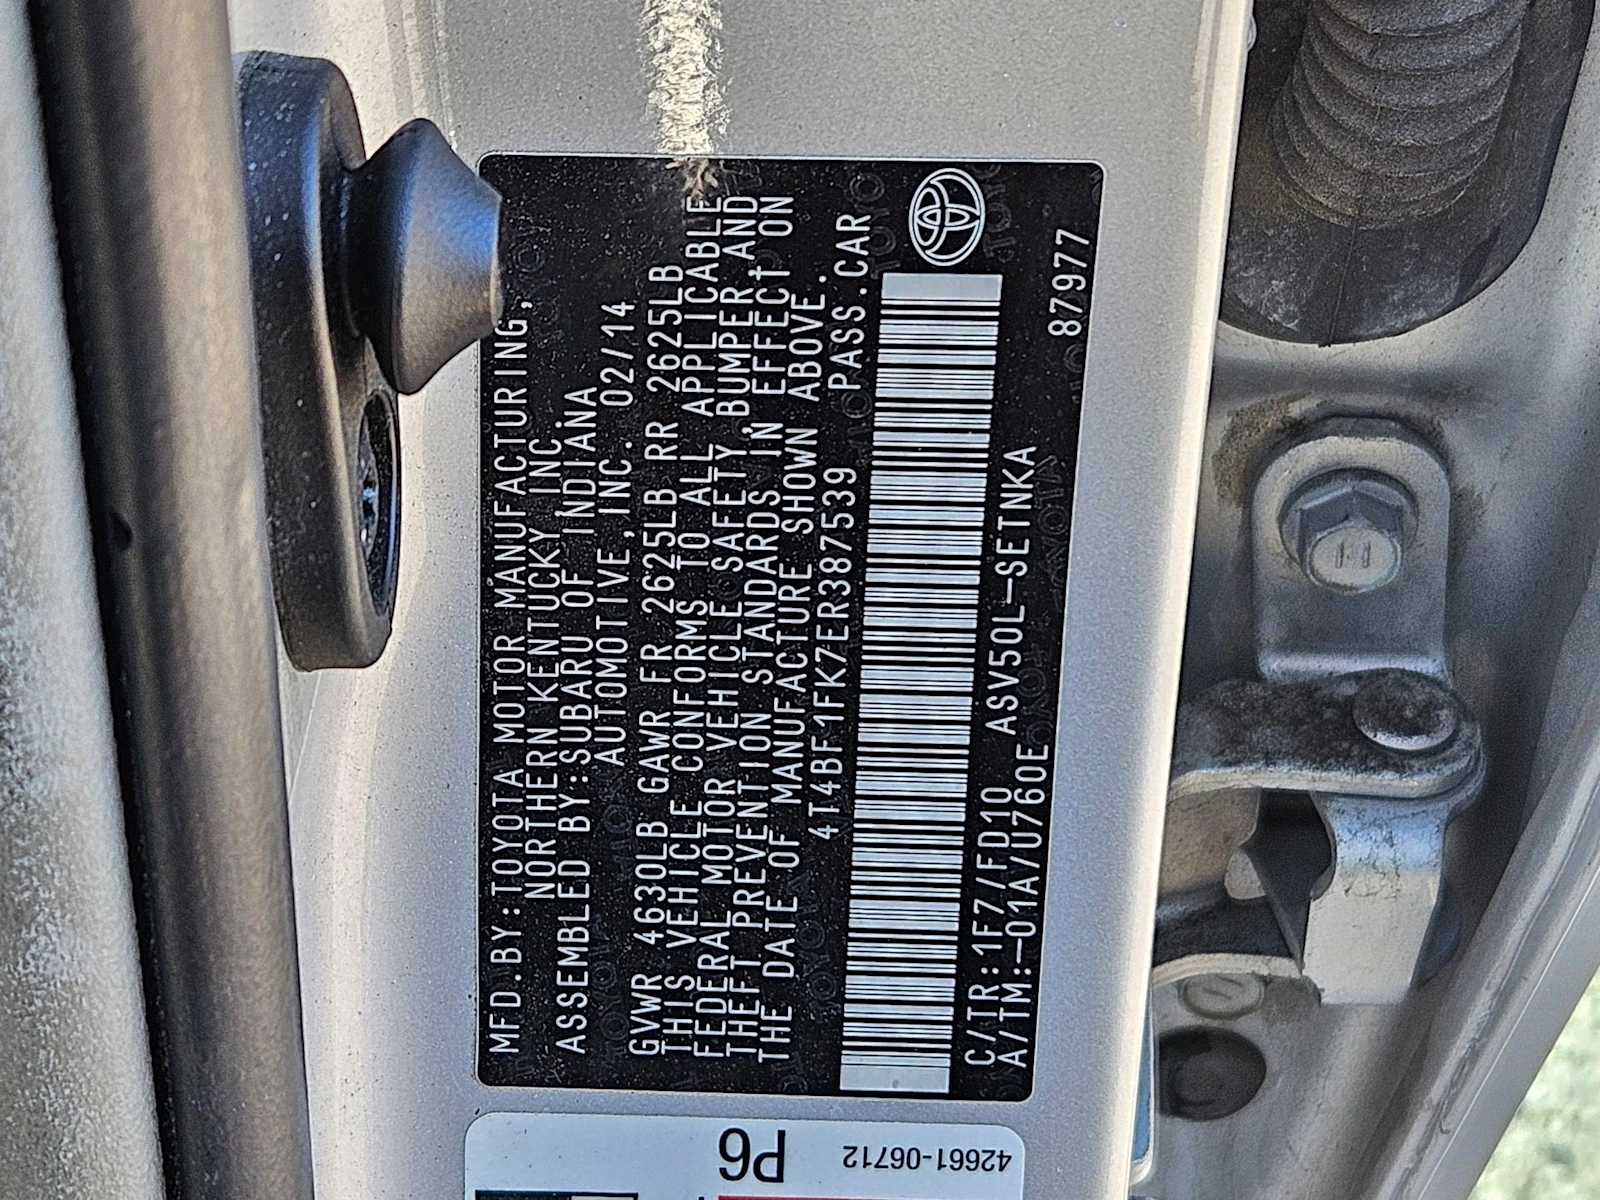 MFD.BY:TOYOTA MOTOR MANUFACTURING,
NORTHERN KENTUCKY INC.
ASSEMBLED BY:SUBARU OF INDIANA
AUTOMOTIVE,INC. 02/14
GVWR 4630LB GAWR FR 2625LB RR 2625LB
THIS VEHICLE CONFORMS TO ALL APPLICABLE
FEDERAL MOTOR VEHICLE SAFETY,BUMPER,AND
THEFT PREVENTION STANDARDS IN EFFECT ON
THE DATE OF MANUFACTURE SHOWN ABOVE.
4T4BF1FK7ER387539 PASS.CAR
C/TR:1F7/FD10 ASV50L-SETNKA
A/TM:-01A/U760E
87977
P6
42661-06712